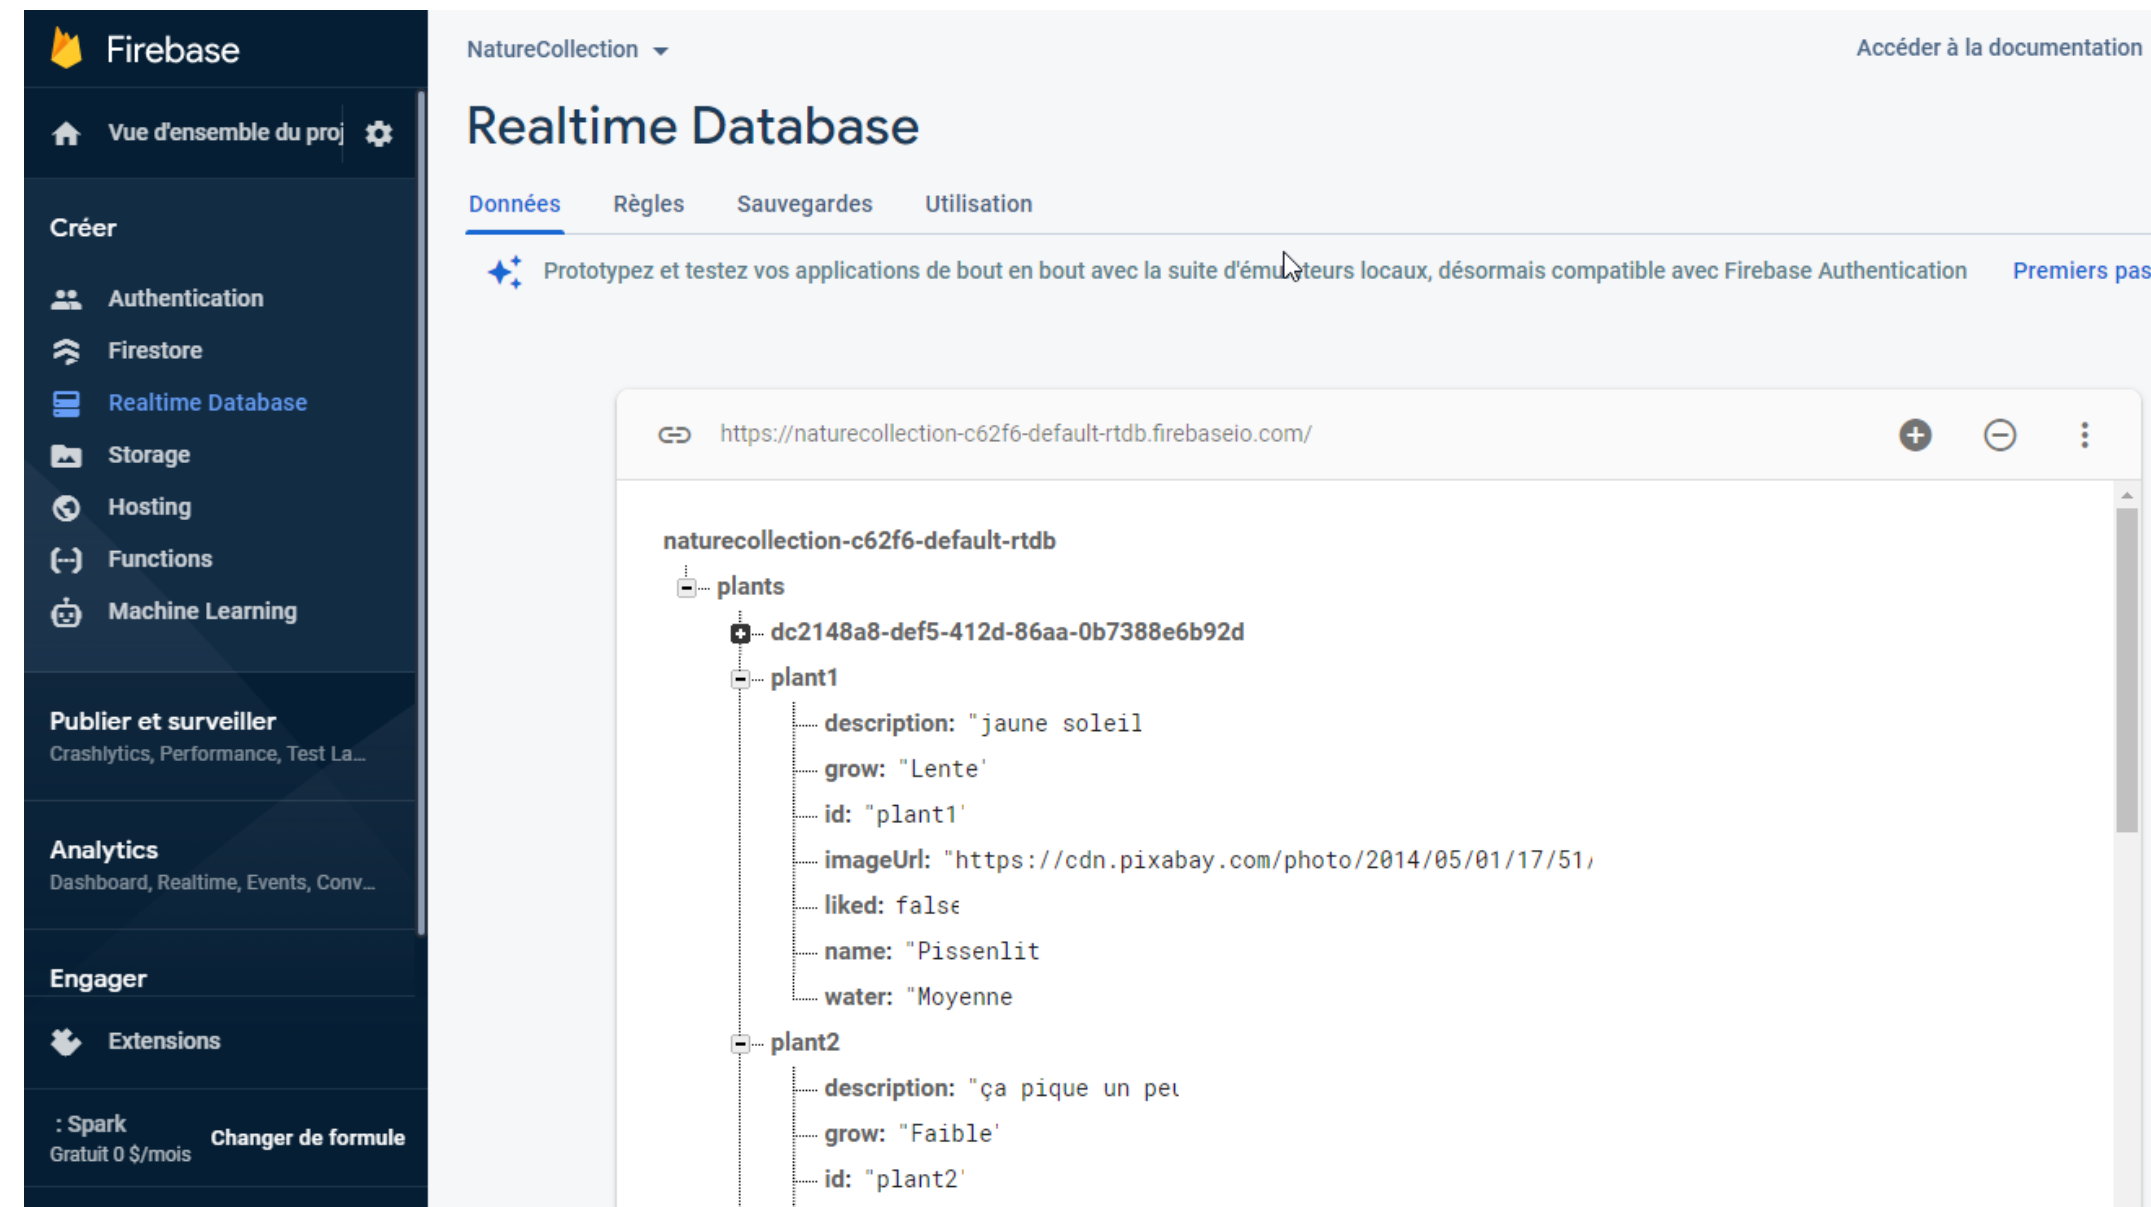 Firebase
Vue d'ensemble du proj
Créer
Authentication
Firestore
Realtime Database
Storage
Hosting
Functions
Machine Learning
Publier et surveiller
Crashlytics, Performance, Test La...
Analytics
Dashboard, Realtime, Events, Conv...
Engager
Extensions
: Spark
Gratuit 0 $/mois
Changer de formule
NatureCollection
Accéder à la documentation
Realtime Database
Données Règles Sauvegardes Utilisation
Prototypez et testez vos applications de bout en bout avec la suite d'émulateurs locaux, désormais compatible avec Firebase Authentication Premiers pas
https://naturecollection-c62f6-default-rtdb.firebaseio.com/
naturecollection-c62f6-default-rtdb
plants
dc2148a8-def5-412d-86aa-0b7388e6b92d
plant1
description: "jaune soleil
grow: "Lente"
id: "plant1"
imageUrl: "https://cdn.pixabay.com/photo/2014/05/01/17/51/
liked: false
name: "Pissenlit
water: "Moyenne
plant2
description: "ça pique un peu
grow: "Faible"
id: "plant2"